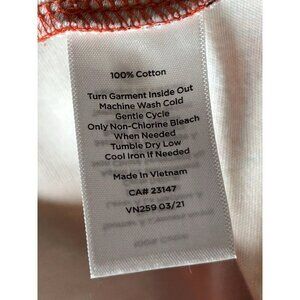 100% Cotton
Turn Garment Inside Out
Machine Wash Cold
Gentle Cycle
Only Non-Chlorine Bleach
When Needed
Tumble Dry Low
Cool Iron If Needed
Made In Vietnam
CA# 23147
VN259 03/21